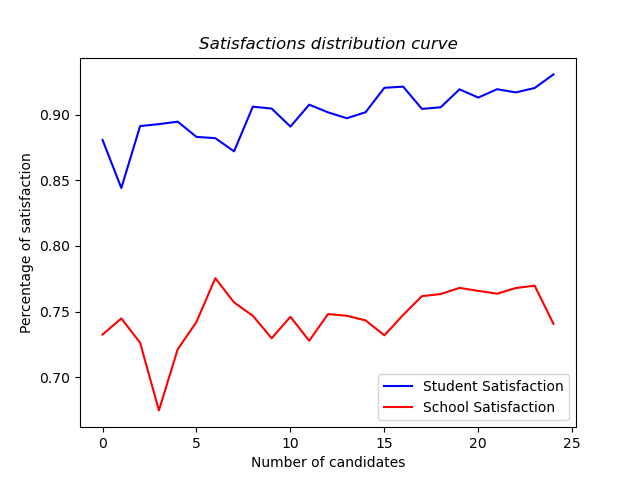 Satisfactions distribution curve
Percentage of satisfaction
0.90
0.85
0.80
0.75
0.70
0
5
10
15
20
25
Number of candidates
Student Satisfaction
School Satisfaction